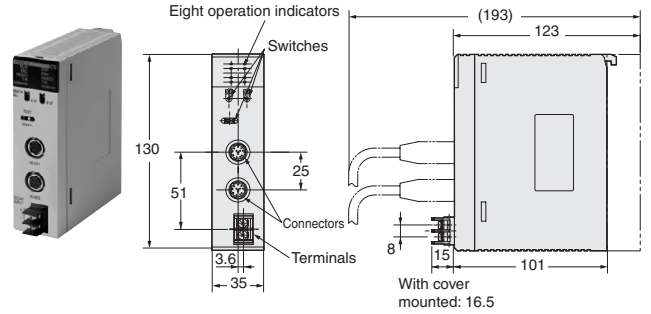 Eight operation indicators
Switches
(193)
123
130
51
25
Connectors
Terminals
3.6
35
8
15
101
With cover
mounted: 16.5